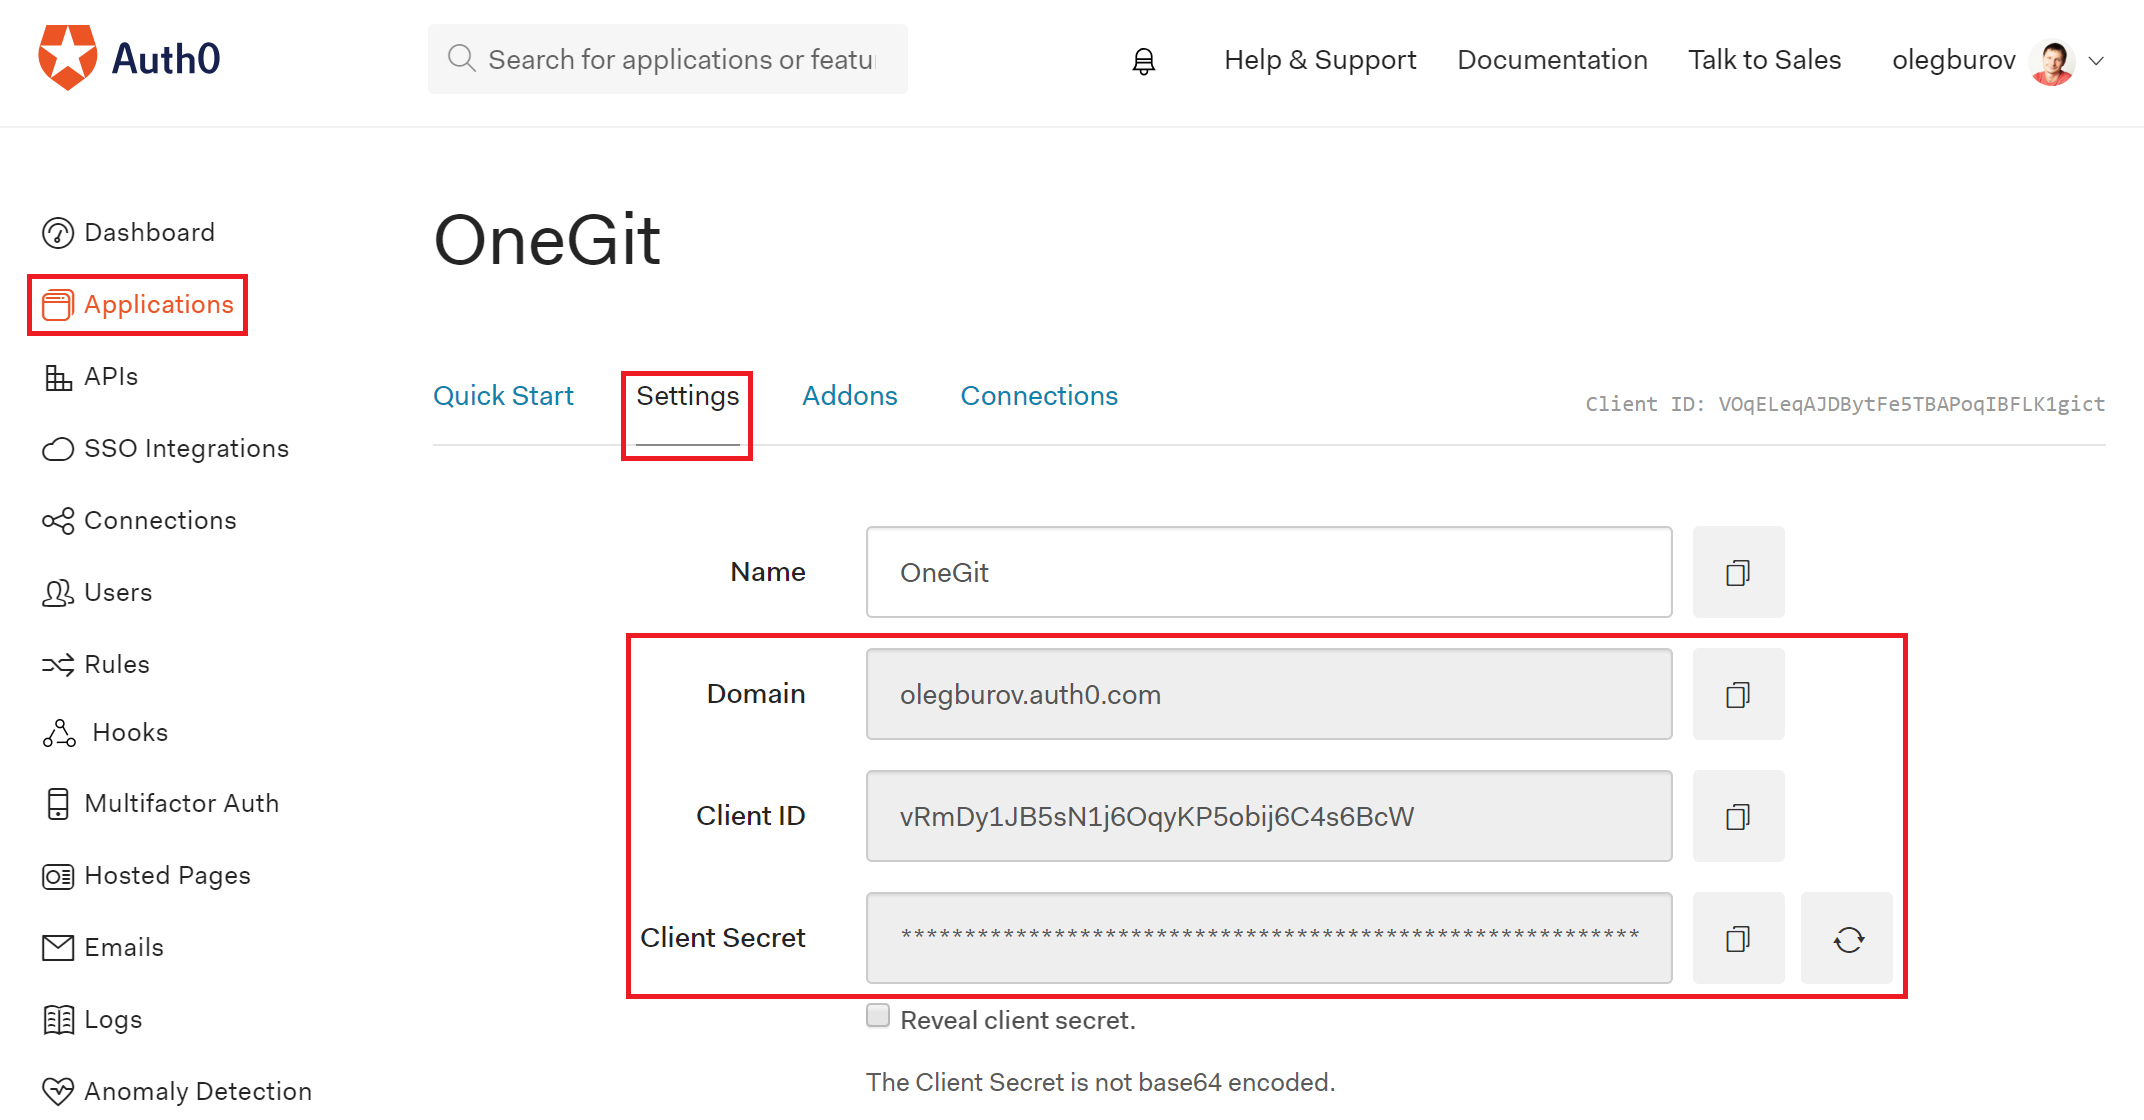 Auth0
Search for applications or featu
Help & Support
Documentation
Talk to Sales
olegburov
Dashboard
Applications
APIs
SSO Integrations
Connections
Users
Rules
Hooks
Multifactor Auth
Hosted Pages
Emails
Logs
Anomaly Detection
OneGit
Quick Start
Settings
Addons
Connections
Client ID: VOqELeqAJDBytFe5TBAPoqIBFLK1gict
Name
OneGit
Domain
olegburov.auth0.com
Client ID
vRmDy1JB5sN1j6OqyKP5obij6C4s6BcW
Client Secret
**********************************************************
Reveal client secret.
The Client Secret is not base64 encoded.